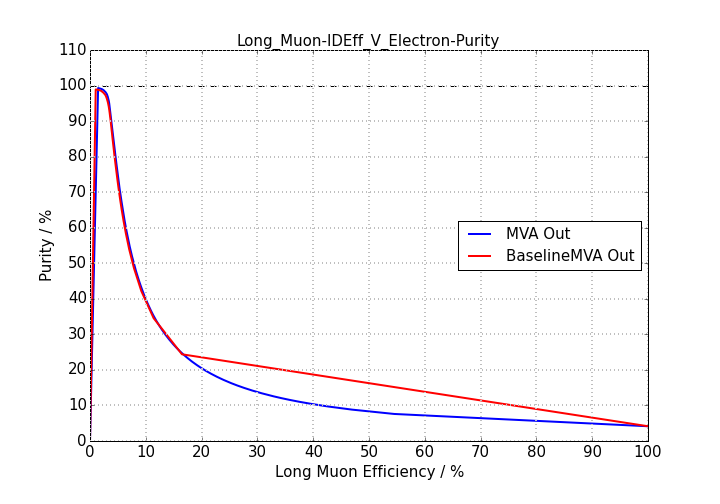 Long_Muon-IDEff_V_Electron-Purity
110
100
90
80
70
60
50
40
30
20
10
0
Purity / %
MVA Out
BaselineMVA Out
0 10 20 30 40 50 60 70 80 90 100
Long Muon Efficiency / %